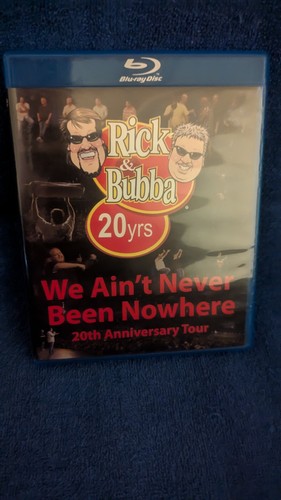 Blu-ray Disc
Rick
&
Bubba
20yrs
We Ain't Never
Been Nowhere
20th Anniversary Tour